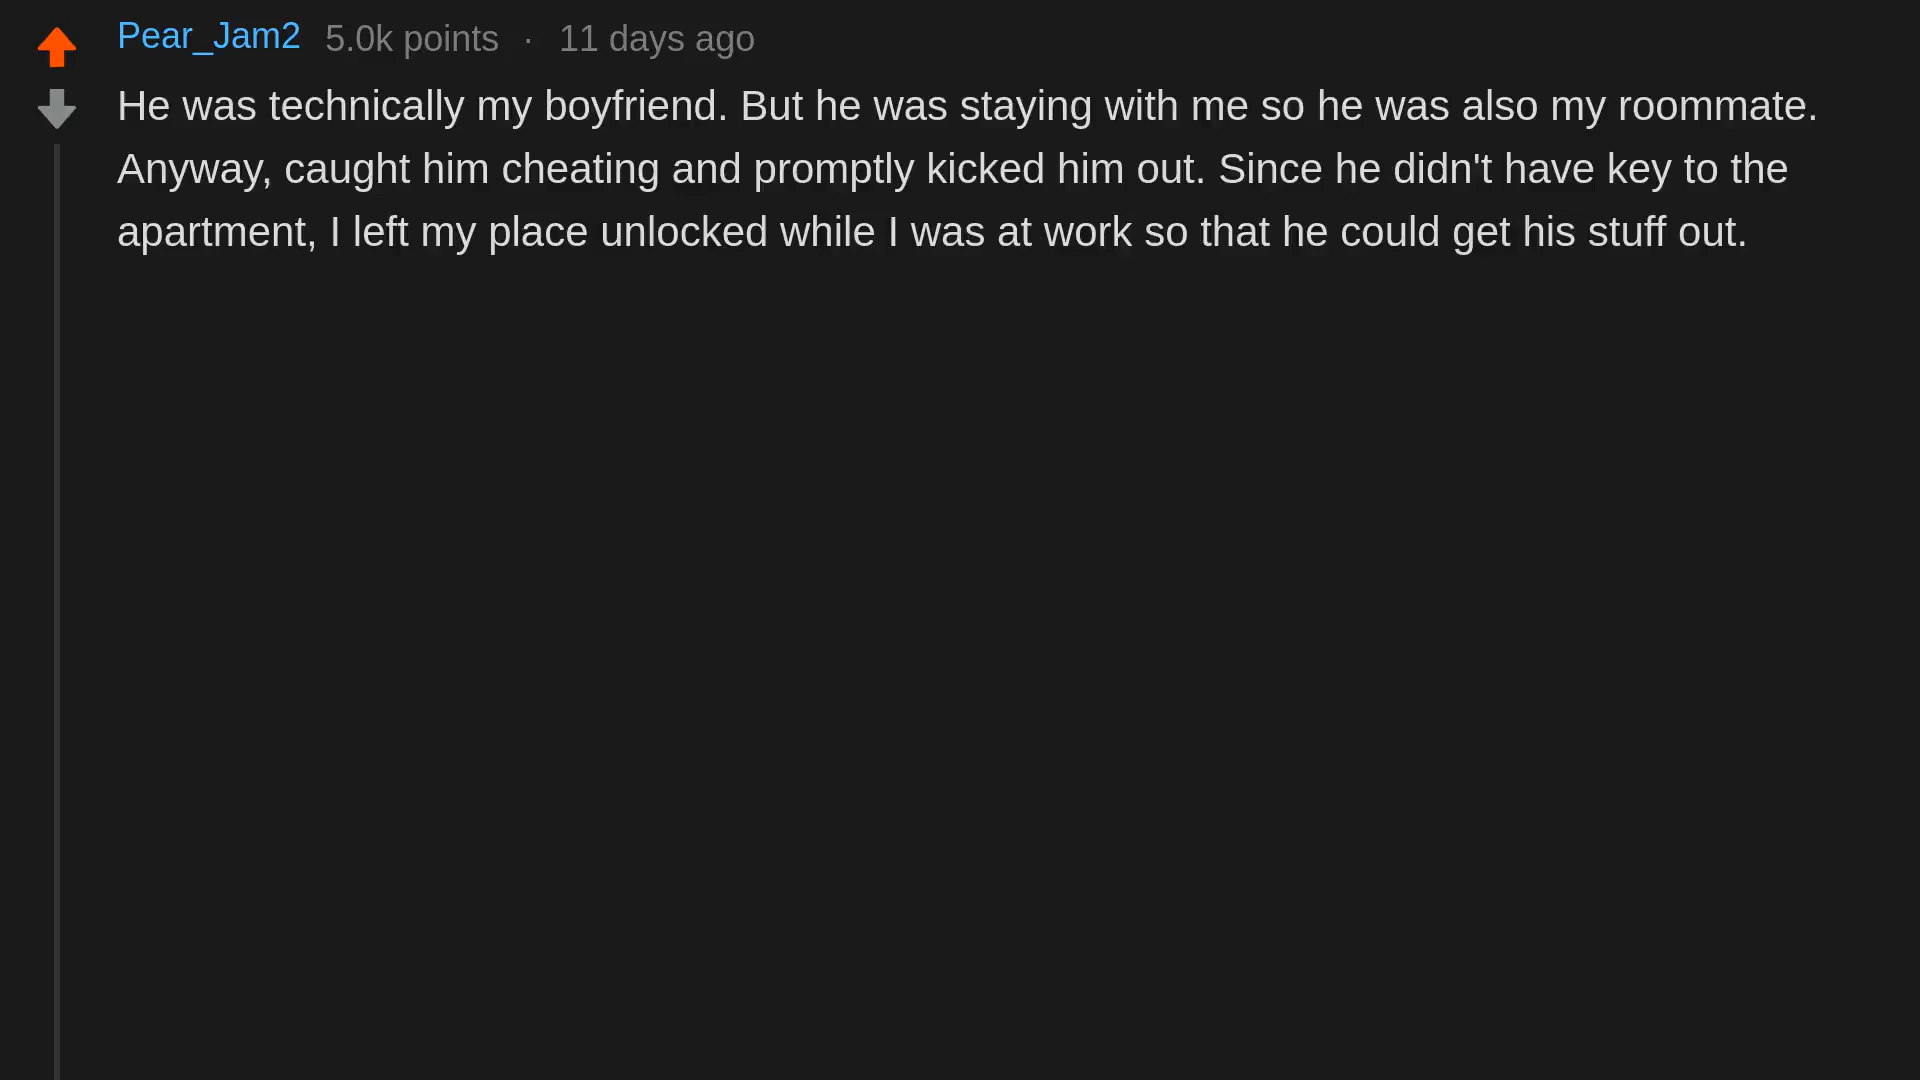 Pear_Jam2 5.0k points · 11 days ago
He was technically my boyfriend. But he was staying with me so he was also my roommate.
Anyway, caught him cheating and promptly kicked him out. Since he didn't have key to the
apartment, I left my place unlocked while I was at work so that he could get his stuff out.